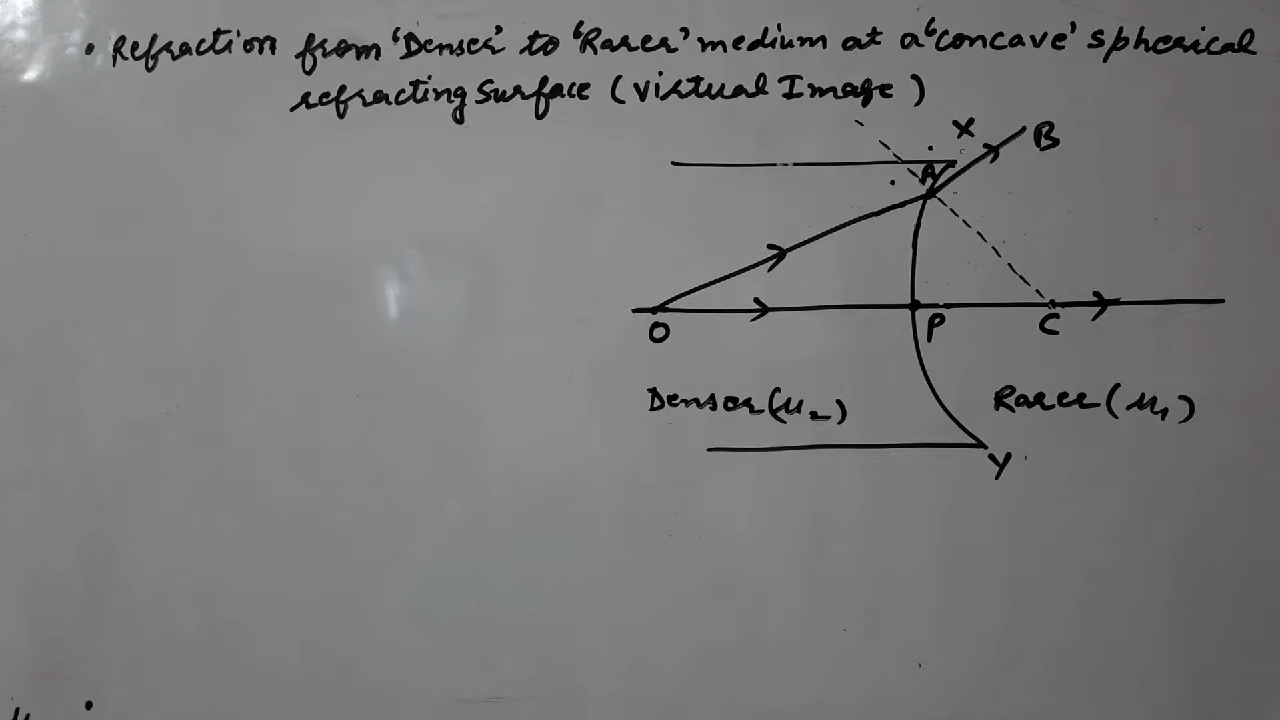 • Refraction from 'Denser' to 'Rarer' medium at a 'concave' spherical
refracting surface (virtual Image)
X
B
A
O
P
C
Denser (μ₂)
Rarer (μ₁)
Y